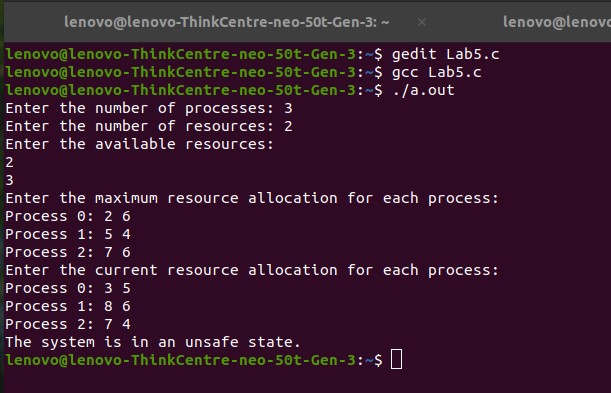 lenovo@lenovo-ThinkCentre-neo-50t-Gen-3: ~ × lenovo@lenovo
lenovo@lenovo-ThinkCentre-neo-50t-Gen-3:~$ gedit Lab5.c
lenovo@lenovo-ThinkCentre-neo-50t-Gen-3:~$ gcc Lab5.c
lenovo@lenovo-ThinkCentre-neo-50t-Gen-3:~$ ./a.out
Enter the number of processes: 3
Enter the number of resources: 2
Enter the available resources:
2
3
Enter the maximum resource allocation for each process:
Process 0: 2 6
Process 1: 5 4
Process 2: 7 6
Enter the current resource allocation for each process:
Process 0: 3 5
Process 1: 8 6
Process 2: 7 4
The system is in an unsafe state.
lenovo@lenovo-ThinkCentre-neo-50t-Gen-3:~$